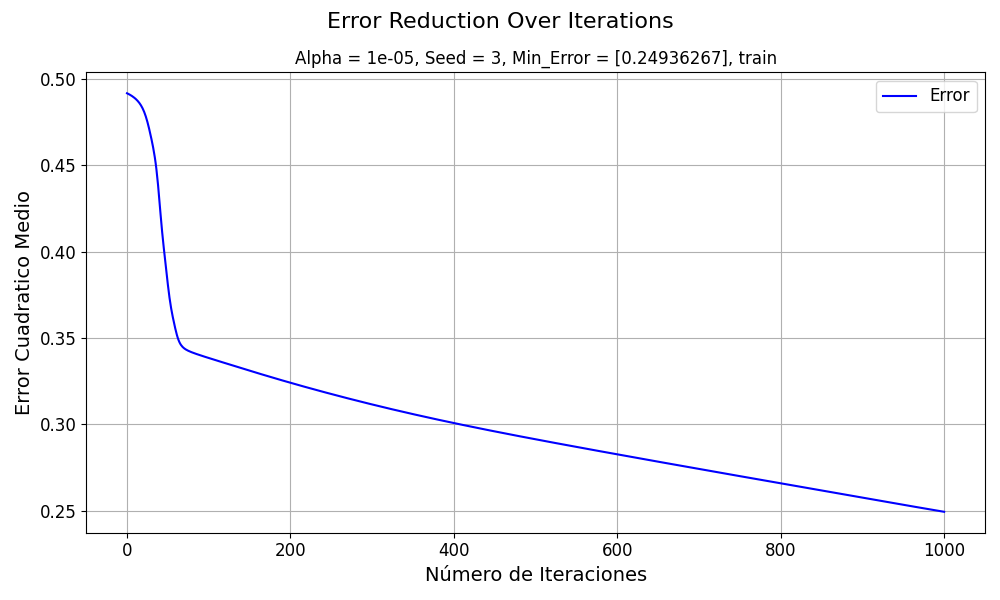 Error Reduction Over Iterations
Alpha = 1e-05, Seed = 3, Min_Error = [0.24936267], train
Error
Error Cuadratico Medio
0.50
0.45
0.40
0.35
0.30
0.25
0
200
400
600
800
1000
Número de Iteraciones